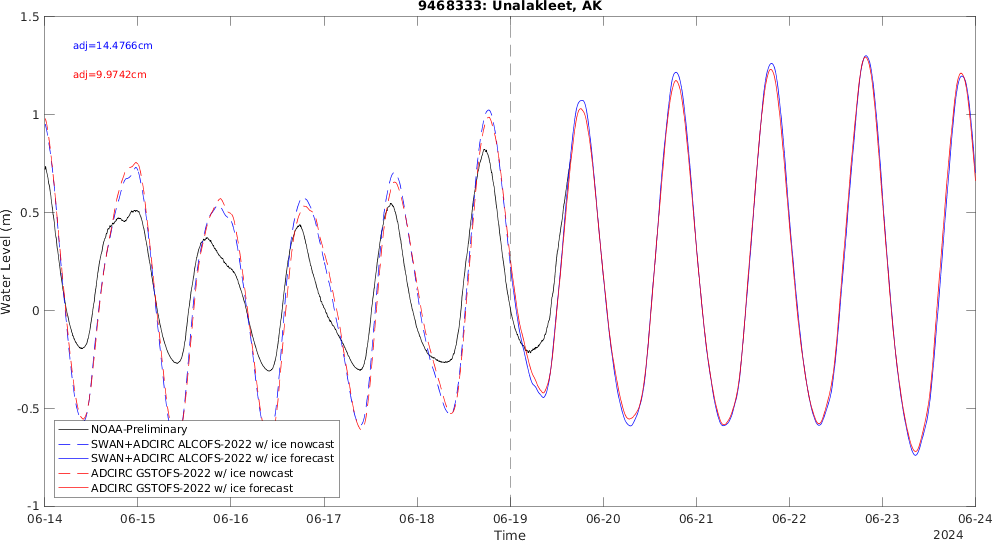 9468333: Unalakleet, AK
adj=14.4766cm
adj=9.9742cm
Water Level (m)
1.5
1
0.5
0
-0.5
-1
NOAA-Preliminary
SWAN+ADCIRC ALCOFS-2022 w/ ice nowcast
SWAN+ADCIRC ALCOFS-2022 w/ ice forecast
ADCIRC GSTOFS-2022 w/ ice nowcast
ADCIRC GSTOFS-2022 w/ ice forecast
06-14 06-15 06-16 06-17 06-18 06-19 06-20 06-21 06-22 06-23 06-24
Time
2024